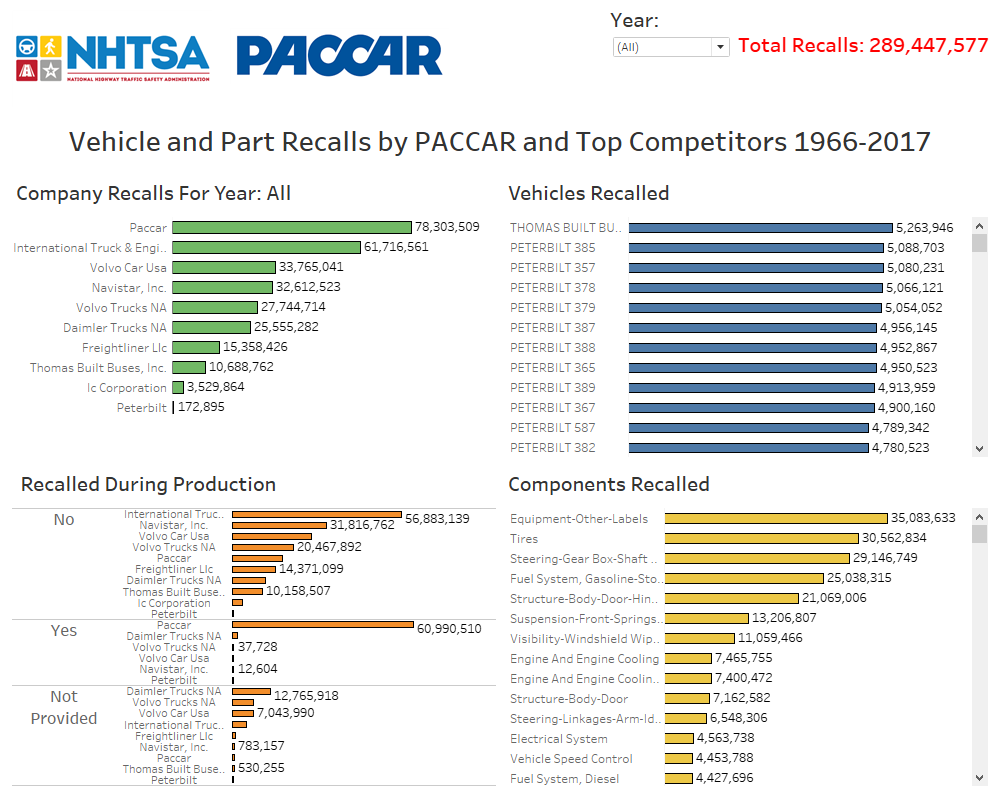 Year:
(All)
Total Recalls: 289,447,577
NHTSA
NATIONAL HIGHWAY TRAFFIC SAFETY ADMINISTRATION
PACCAR
Vehicle and Part Recalls by PACCAR and Top Competitors 1966-2017
Company Recalls For Year: All
Paccar 78,303,509
International Truck & Engi.. 61,716,561
Volvo Car Usa 33,765,041
Navistar, Inc. 32,612,523
Volvo Trucks NA 27,744,714
Daimler Trucks NA 25,555,282
Freightliner Llc 15,358,426
Thomas Built Buses, Inc. 10,688,762
Ic Corporation 3,529,864
Peterbilt 172,895
Vehicles Recalled
THOMAS BUILT BU.. 5,263,946
PETERBILT 385 5,088,703
PETERBILT 357 5,080,231
PETERBILT 378 5,066,121
PETERBILT 379 5,054,052
PETERBILT 387 4,956,145
PETERBILT 388 4,952,867
PETERBILT 365 4,950,523
PETERBILT 389 4,913,959
PETERBILT 367 4,900,160
PETERBILT 587 4,789,342
PETERBILT 382 4,780,523
Recalled During Production
No
International Truc.. 56,883,139
Navistar, Inc. 31,816,762
Volvo Car Usa
Volvo Trucks NA 20,467,892
Paccar
Freightliner Llc 14,371,099
Daimler Trucks NA
Thomas Built Buse.. 10,158,507
Ic Corporation
Peterbilt
Yes
Paccar 60,990,510
Daimler Trucks NA
Volvo Trucks NA 37,728
Volvo Car Usa
Navistar, Inc. 12,604
Peterbilt
Not
Provided
Daimler Trucks NA 12,765,918
Volvo Trucks NA
Volvo Car Usa 7,043,990
International Truc..
Freightliner Llc
Navistar, Inc. 783,157
Paccar
Thomas Built Buse.. 530,255
Peterbilt
Components Recalled
Equipment-Other-Labels 35,083,633
Tires 30,562,834
Steering-Gear Box-Shaft .. 29,146,749
Fuel System, Gasoline-Sto.. 25,038,315
Structure-Body-Door-Hin.. 21,069,006
Suspension-Front-Springs.. 13,206,807
Visibility-Windshield Wip.. 11,059,466
Engine And Engine Cooling 7,465,755
Engine And Engine Coolin.. 7,400,472
Structure-Body-Door 7,162,582
Steering-Linkages-Arm-Id.. 6,548,306
Electrical System 4,563,738
Vehicle Speed Control 4,453,788
Fuel System, Diesel 4,427,696